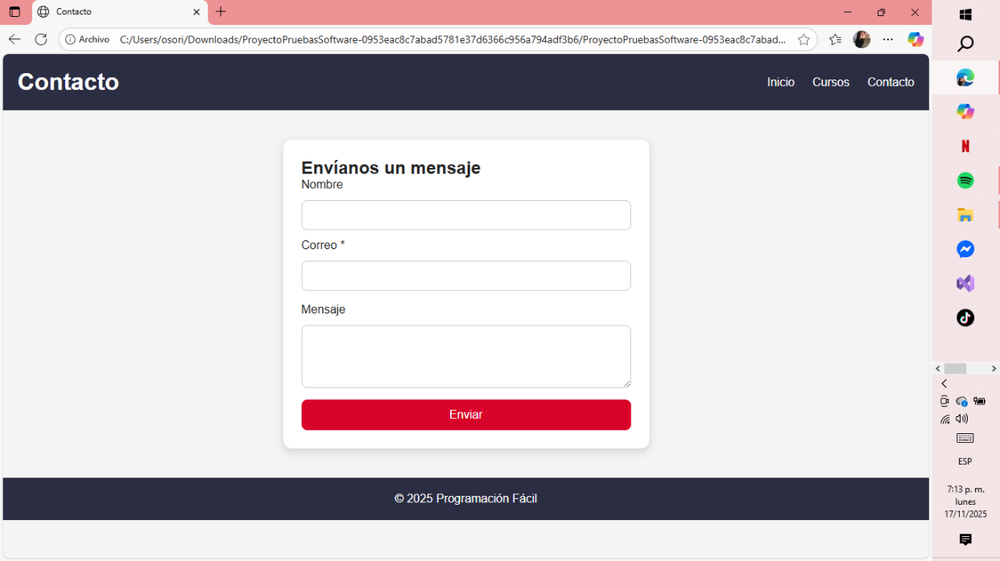 Contacto
Archivo C:/Users/osori/Downloads/ProyectoPruebasSoftware-0953eac8c7abad5781e37d6366c956a794adf3b6/ProyectoPruebasSoftware-0953eac8c7abad...
Contacto
Inicio Cursos Contacto
Envíanos un mensaje
Nombre
Correo *
Mensaje
Enviar
© 2025 Programación Fácil
ESP
7:13 p. m.
lunes
17/11/2025